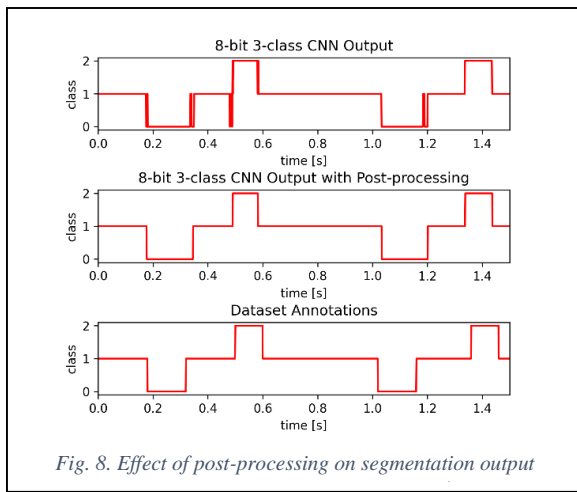 8-bit 3-class CNN Output
class
2
1
0
0.0 0.2 0.4 0.6 0.8 1.0 1.2 1.4
time [s]
8-bit 3-class CNN Output with Post-processing
class
2
1
0
0.0 0.2 0.4 0.6 0.8 1.0 1.2 1.4
time [s]
Dataset Annotations
class
2
1
0
0.0 0.2 0.4 0.6 0.8 1.0 1.2 1.4
time [s]
Fig. 8. Effect of post-processing on segmentation output